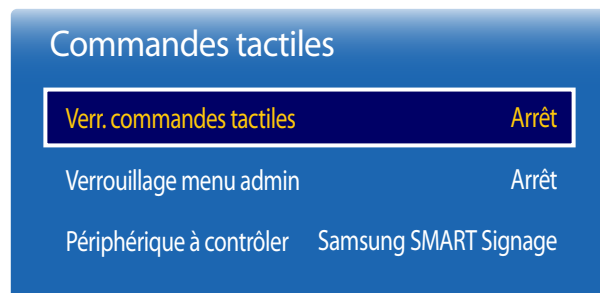 Commandes tactiles
Verr. commandes tactiles Arrêt
Verrouillage menu admin Arrêt
Périphérique à contrôler Samsung SMART Signage